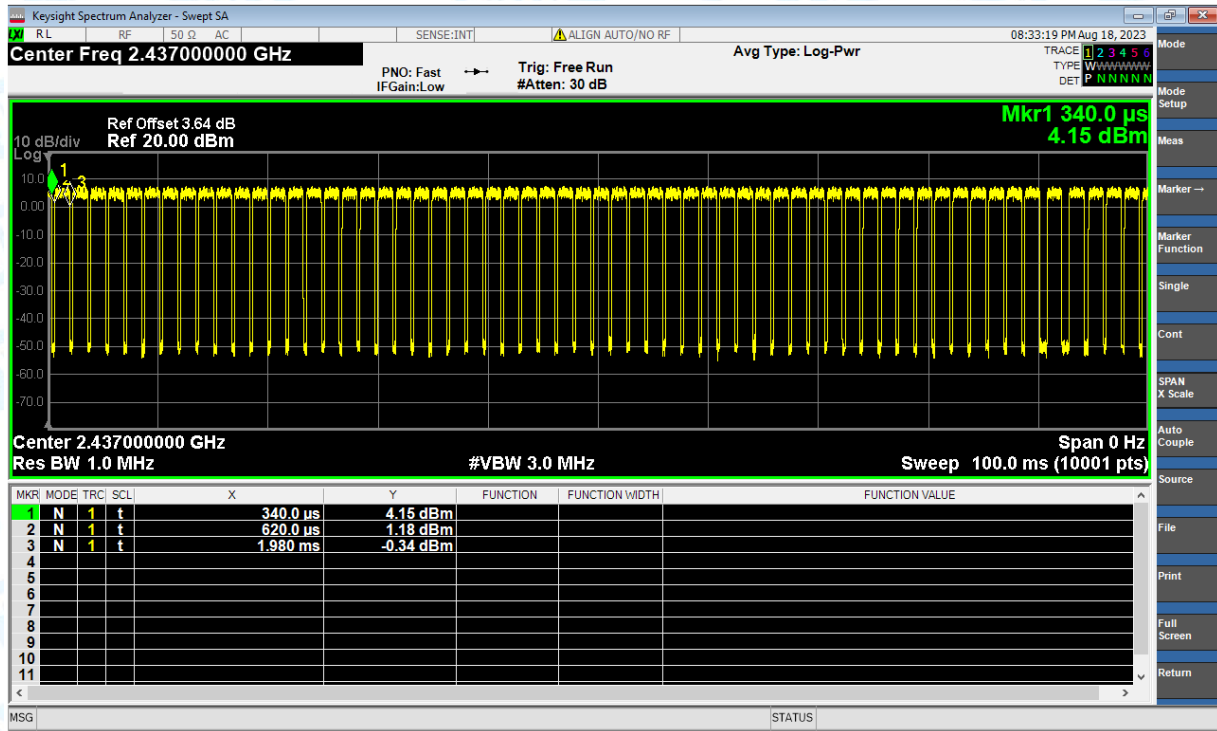 Keysight Spectrum Analyzer - Swept SA
LXI RL RF 50 Ω AC SENSE:INT ALIGN AUTO/NO RF 08:33:19 PM Aug 18, 2023
Center Freq 2.437000000 GHz
Avg Type: Log-Pwr
TRACE 1 2 3 4 5 6
TYPE W W W W W W
DET P N N N N N
PNO: Fast
IFGain:Low
Trig: Free Run
#Atten: 30 dB
Mkr1 340.0 µs
4.15 dBm
Ref Offset 3.64 dB
10 dB/div Ref 20.00 dBm
Log
1
2 3
10.0
0.00
-10.0
-20.0
-30.0
-40.0
-50.0
-60.0
-70.0
Center 2.437000000 GHz Span 0 Hz
Res BW 1.0 MHz #VBW 3.0 MHz Sweep 100.0 ms (10001 pts)
MKR MODE TRC SCL X Y FUNCTION FUNCTION WIDTH FUNCTION VALUE
1 N 1 t 340.0 µs 4.15 dBm
2 N 1 t 620.0 µs 1.18 dBm
3 N 1 t 1.980 ms -0.34 dBm
4
5
6
7
8
9
10
11
MSG STATUS
Mode
Mode
Setup
Meas
Marker →
Marker
Function
Single
Cont
SPAN
X Scale
Auto
Couple
Source
File
Print
Full
Screen
Return